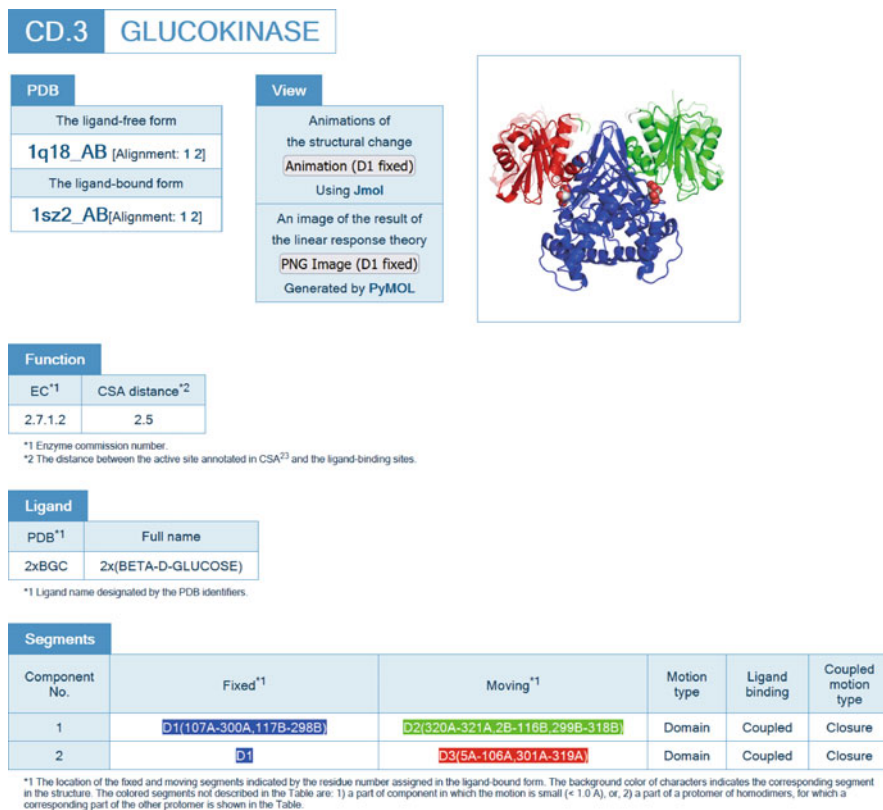 CD.3 GLUCOKINASE
PDB
The ligand-free form
1q18_AB [Alignment: 1 2]
The ligand-bound form
1sz2_AB[Alignment: 1 2]
View
Animations of
the structural change
Animation (D1 fixed)
Using Jmol
An image of the result of
the linear response theory
PNG Image (D1 fixed)
Generated by PyMOL
Function
EC*1 CSA distance*2
2.7.1.2 2.5
*1 Enzyme commission number.
*2 The distance between the active site annotated in CSA23 and the ligand-binding sites.
Ligand
PDB*1 Full name
2xBGC 2x(BETA-D-GLUCOSE)
*1 Ligand name designated by the PDB identifiers.
Segments
Component No. Fixed*1 Moving*1 Motion type Ligand binding Coupled motion type
1 D1(107A-300A,117B-298B) D2(320A-321A,2B-116B,299B-318B) Domain Coupled Closure
2 D1 D3(5A-106A,301A-319A) Domain Coupled Closure
*1 The location of the fixed and moving segments indicated by the residue number assigned in the ligand-bound form. The background color of characters indicates the corresponding segment
in the structure. The colored segments not described in the Table are: 1) a part of component in which the motion is small (< 1.0 A), or, 2) a part of a protomer of homodimers, for which a
corresponding part of the other protomer is shown in the Table.